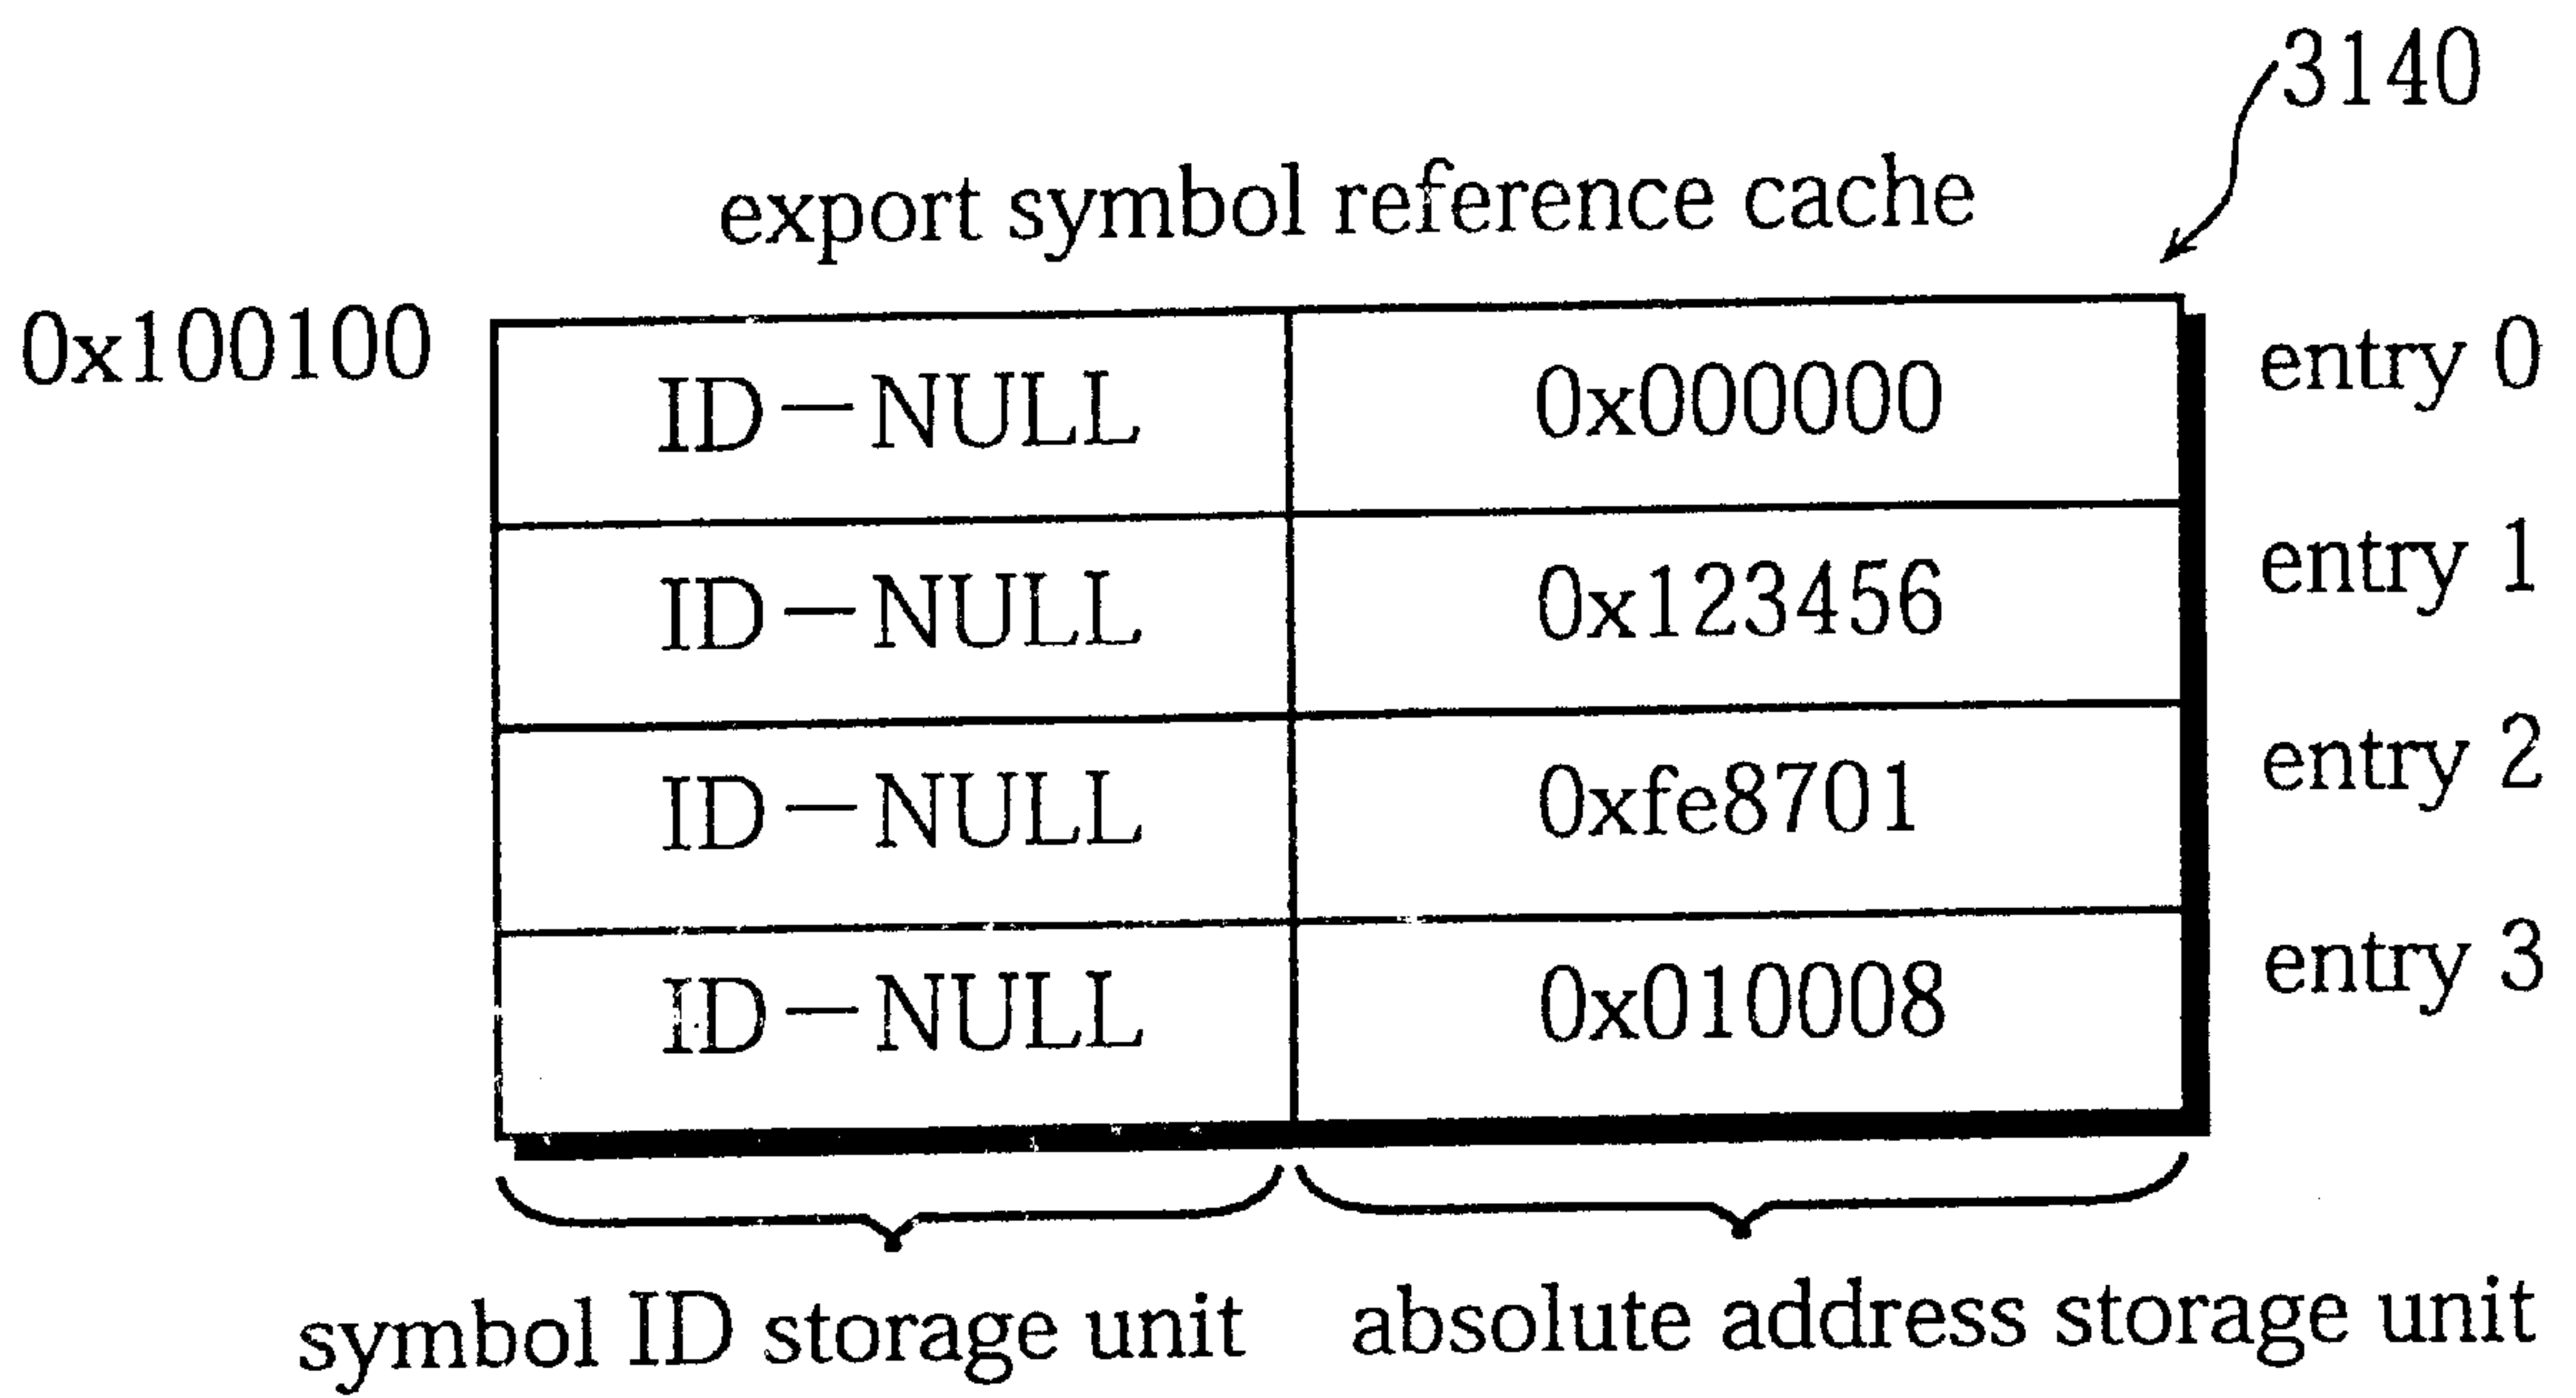 3140
export symbol reference cache
0x100100 ID-NULL 0x000000 entry 0
ID-NULL 0x123456 entry 1
ID-NULL 0xfe8701 entry 2
ID-NULL 0x010008 entry 3
symbol ID storage unit absolute address storage unit